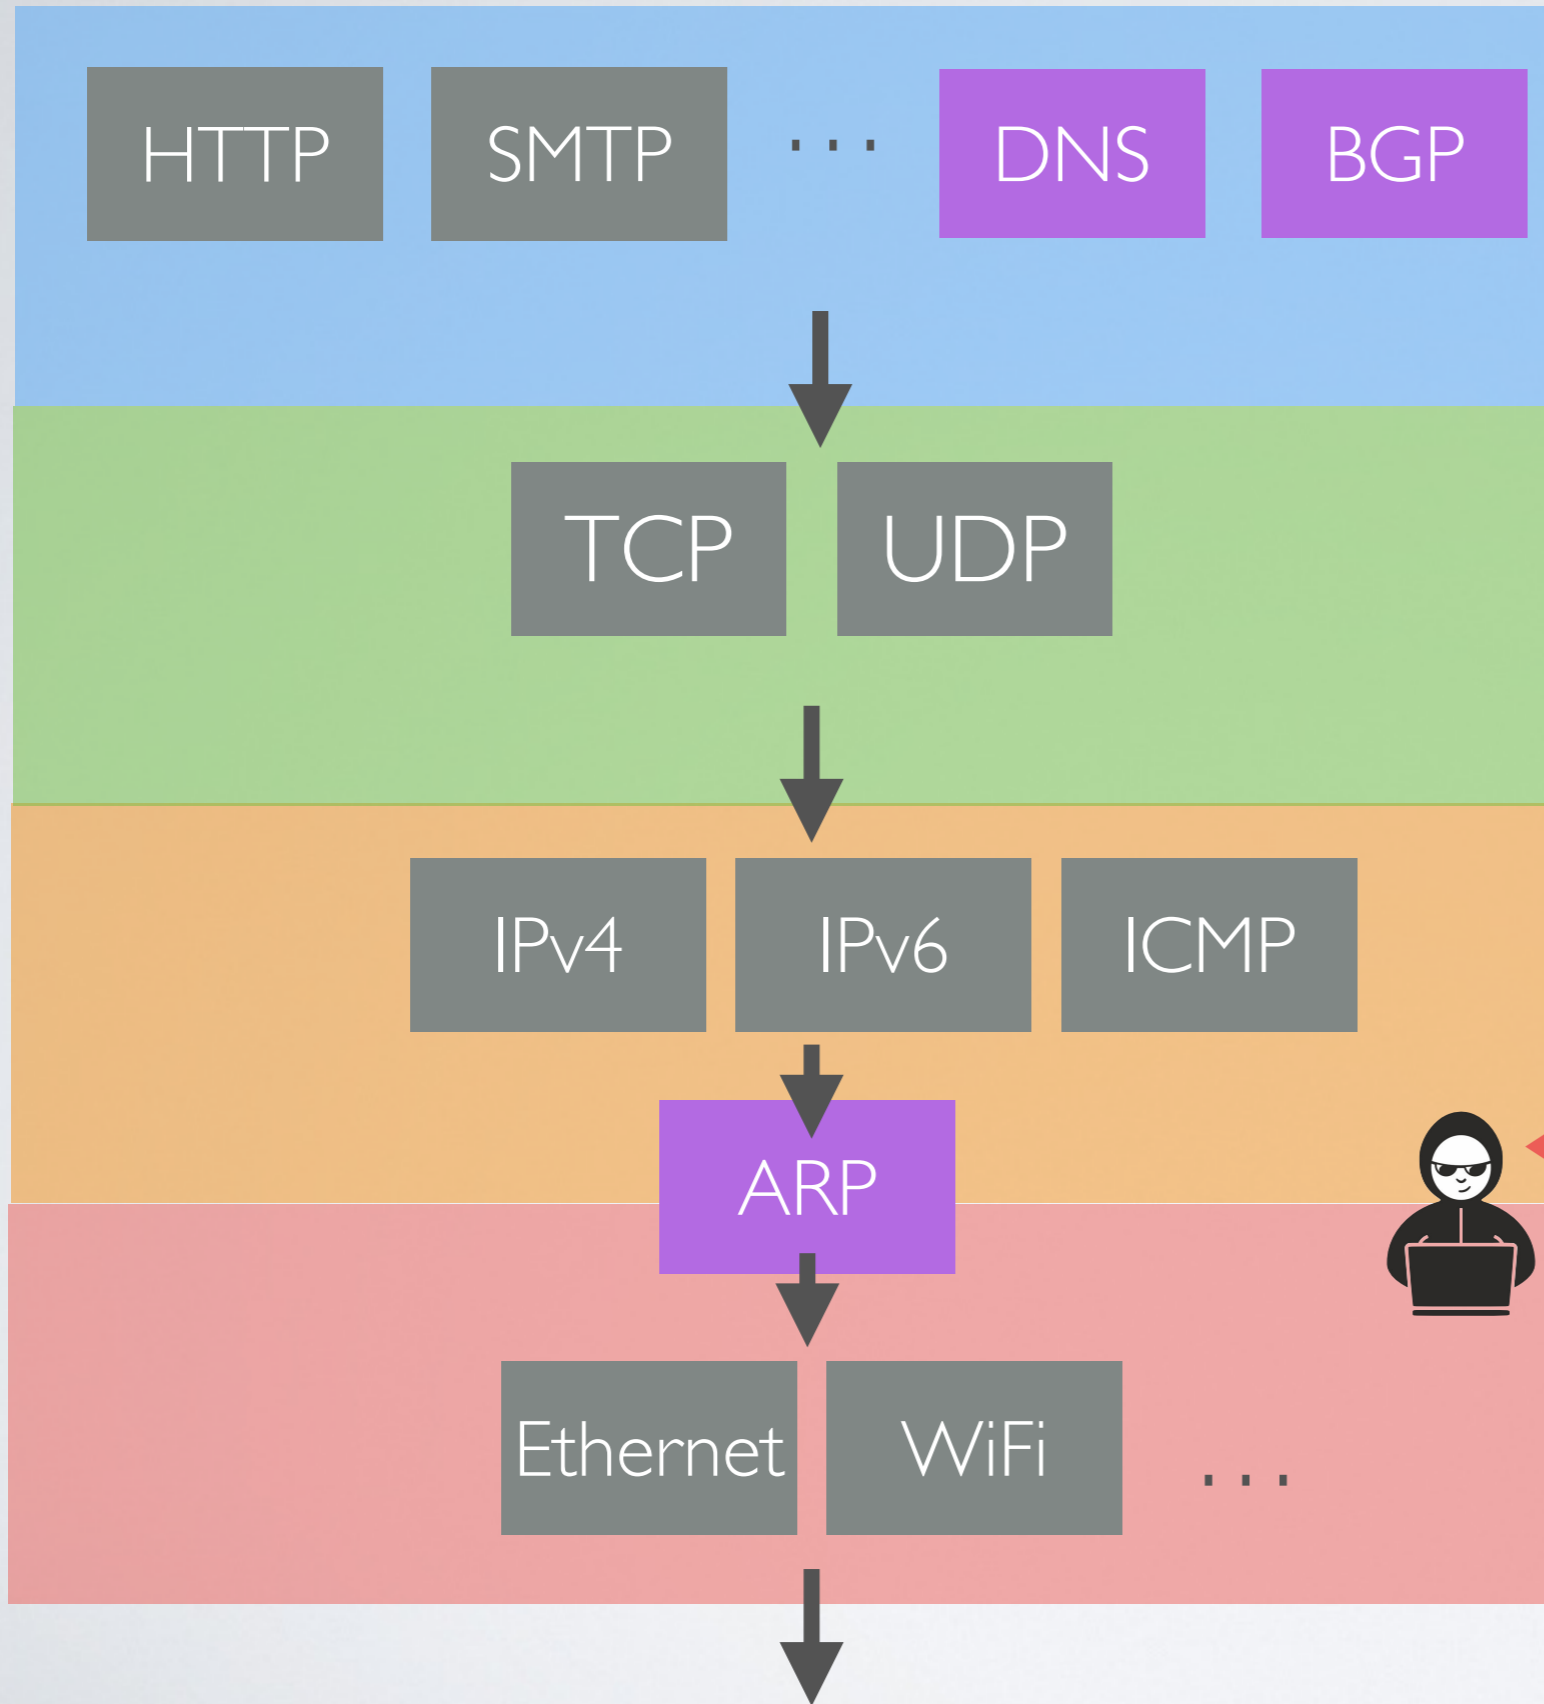 HTTP SMTP ... DNS BGP
TCP UDP
IPv4 IPv6 ICMP
ARP
Ethernet WiFi ...